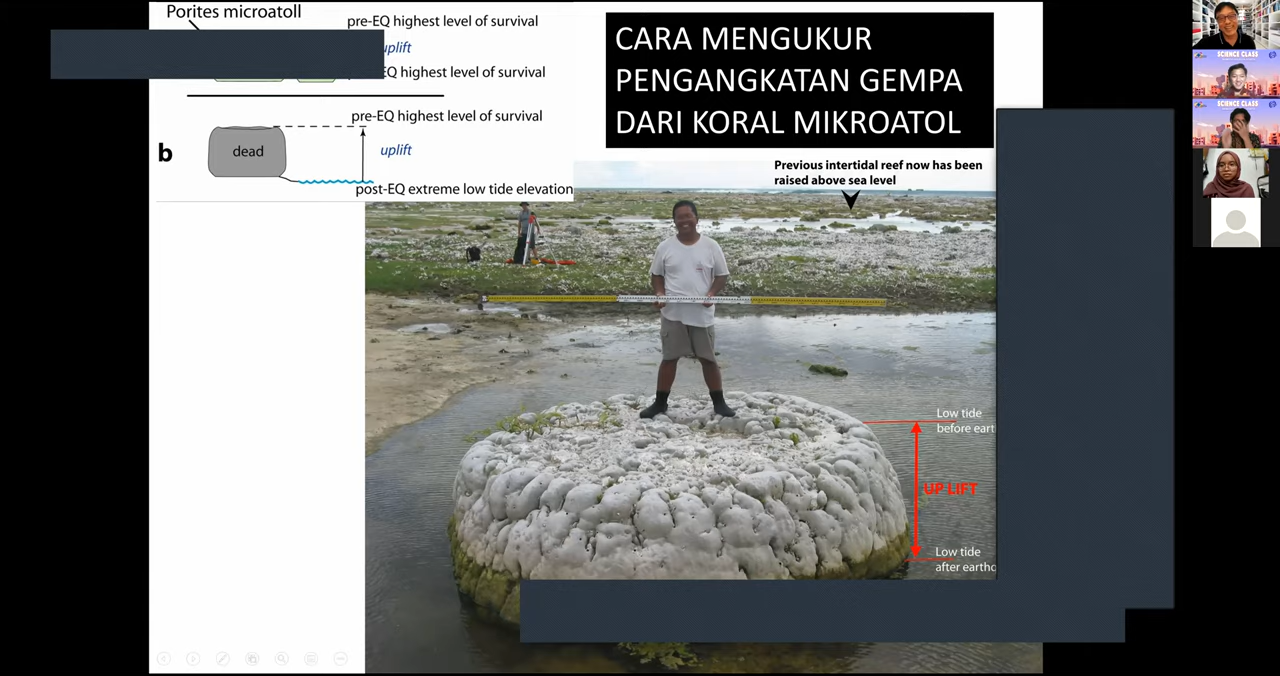 Porites microatoll
pre-EQ highest level of survival
uplift
EQ highest level of survival
b
dead
pre-EQ highest level of survival
uplift
post-EQ extreme low tide elevation
CARA MENGUKUR
PENGANGKATAN GEMPA
DARI KORAL MIKROATOL
Previous intertidal reef now has been
raised above sea level
Low tide
before eart
UP LIFT
Low tide
after earthq
SCIENCE CLASS
SCIENCE CLASS